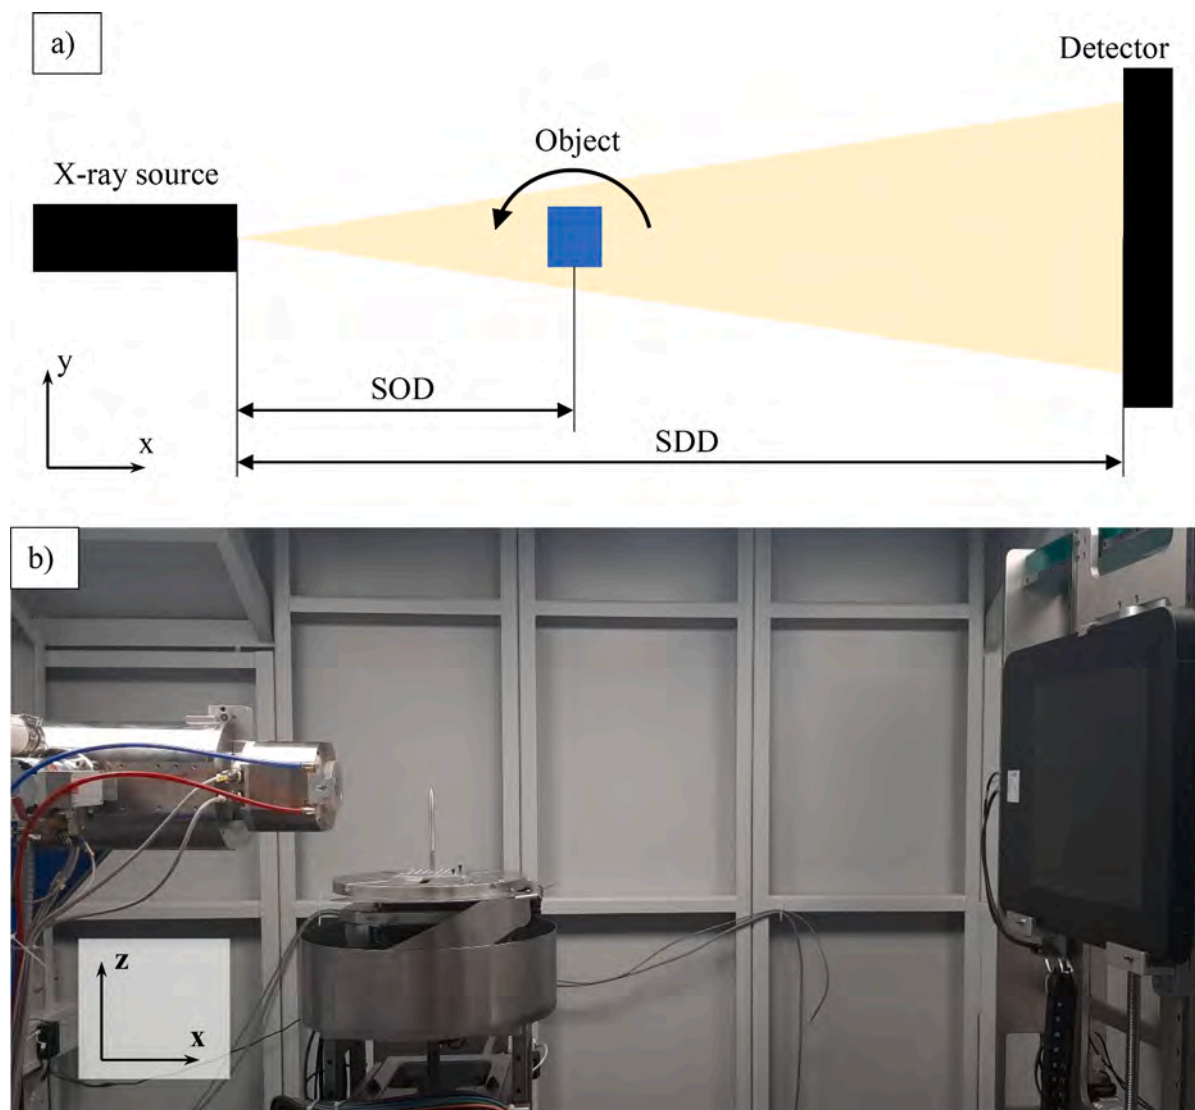 a)
Detector
Object
X-ray source
y
SOD
x
SDD
b)
z
x